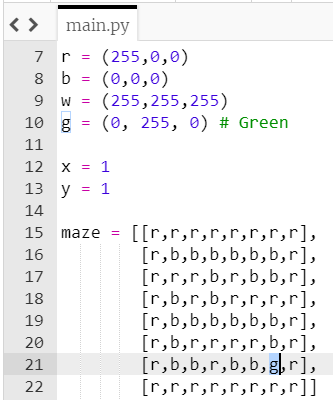 main.py
7 r = (255,0,0)
8 b = (0,0,0)
9 w = (255,255,255)
10 g = (0, 255, 0) # Green
11
12 x = 1
13 y = 1
14
15 maze = [[r,r,r,r,r,r,r,r],
16 [r,b,b,b,b,b,b,r],
17 [r,r,r,b,r,b,b,r],
18 [r,b,r,b,r,r,r,r],
19 [r,b,b,b,b,b,b,r],
20 [r,b,r,r,r,r,b,r],
21 [r,b,b,r,b,b,g,r],
22 [r,r,r,r,r,r,r,r]]